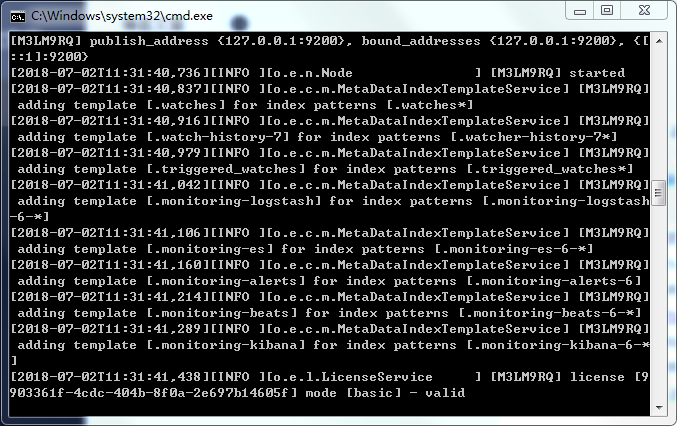 C:\Windows\system32\cmd.exe
[M3LM9RQ] publish_address {127.0.0.1:9200}, bound_addresses {127.0.0.1:9200}, {[
::1]:9200}
[2018-07-02T11:31:40,736][INFO ][o.e.n.Node               ] [M3LM9RQ] started
[2018-07-02T11:31:40,837][INFO ][o.e.c.m.MetaDataIndexTemplateService] [M3LM9RQ]
 adding template [.watches] for index patterns [.watches*]
[2018-07-02T11:31:40,916][INFO ][o.e.c.m.MetaDataIndexTemplateService] [M3LM9RQ]
 adding template [.watch-history-7] for index patterns [.watcher-history-7*]
[2018-07-02T11:31:40,979][INFO ][o.e.c.m.MetaDataIndexTemplateService] [M3LM9RQ]
 adding template [.triggered_watches] for index patterns [.triggered_watches*]
[2018-07-02T11:31:41,042][INFO ][o.e.c.m.MetaDataIndexTemplateService] [M3LM9RQ]
 adding template [.monitoring-logstash] for index patterns [.monitoring-logstash
-6-*]
[2018-07-02T11:31:41,106][INFO ][o.e.c.m.MetaDataIndexTemplateService] [M3LM9RQ]
 adding template [.monitoring-es] for index patterns [.monitoring-es-6-*]
[2018-07-02T11:31:41,160][INFO ][o.e.c.m.MetaDataIndexTemplateService] [M3LM9RQ]
 adding template [.monitoring-alerts] for index patterns [.monitoring-alerts-6]
[2018-07-02T11:31:41,214][INFO ][o.e.c.m.MetaDataIndexTemplateService] [M3LM9RQ]
 adding template [.monitoring-beats] for index patterns [.monitoring-beats-6-*]
[2018-07-02T11:31:41,289][INFO ][o.e.c.m.MetaDataIndexTemplateService] [M3LM9RQ]
 adding template [.monitoring-kibana] for index patterns [.monitoring-kibana-6-*
]
[2018-07-02T11:31:41,438][INFO ][o.e.l.LicenseService     ] [M3LM9RQ] license [9
903361f-4cdc-404b-8f0a-2e697b14605f] mode [basic] - valid